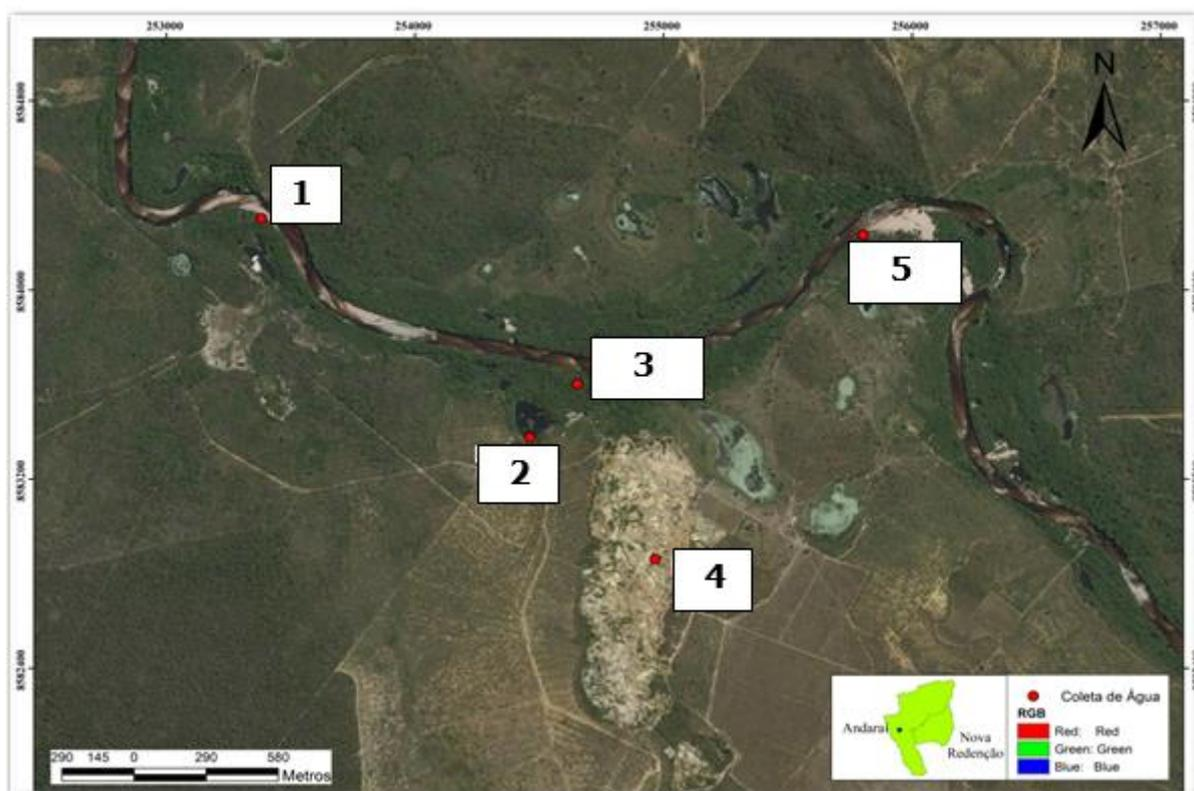 253000 254000 255000 256000 257000
N
8584800
1
5
8584000
3
2
8583200
4
8582400
Coleta de Água
RGB
Andaraí
Nova
Redenção
Red: Red
Green: Green
Blue: Blue
290 145 0 290 580
Metros